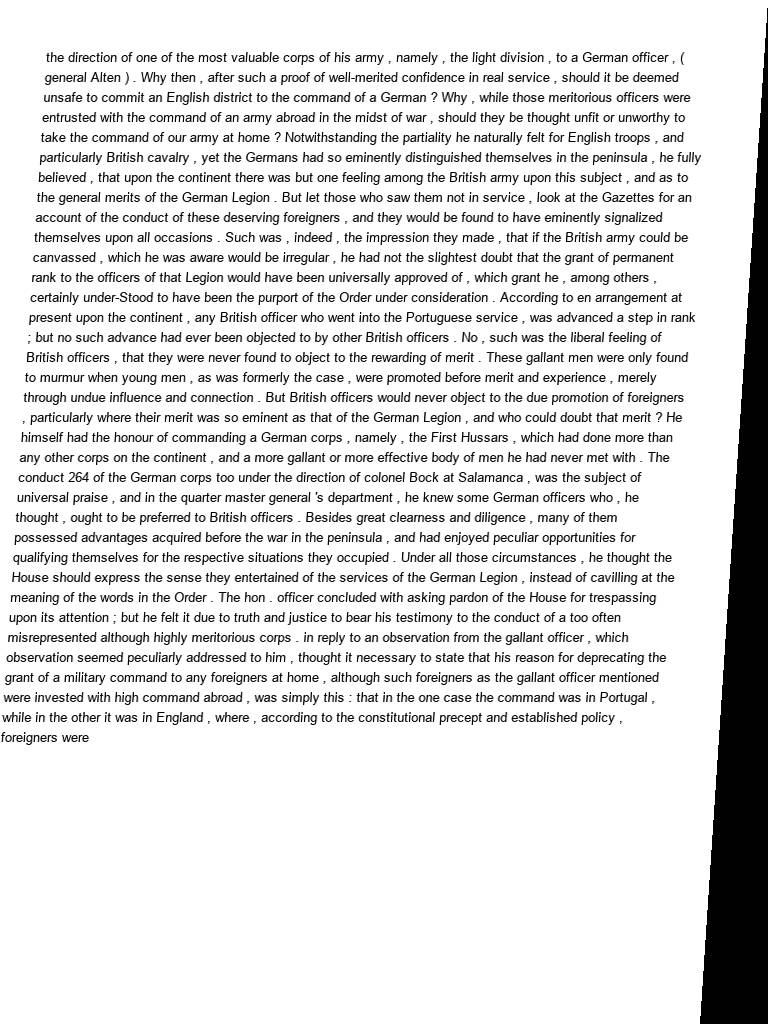 the direction of one of the most valuable corps of his army , namely , the light division , to a German officer , (
general Alten ) . Why then , after such a proof of well-merited confidence in real service , should it be deemed
unsafe to commit an English district to the command of a German ? Why , while those meritorious officers were
entrusted with the command of an army abroad in the midst of war , should they be thought unfit or unworthy to
take the command of our army at home ? Notwithstanding the partiality he naturally felt for English troops , and
particularly British cavalry , yet the Germans had so eminently distinguished themselves in the peninsula , he fully
believed , that upon the continent there was but one feeling among the British army upon this subject , and as to
the general merits of the German Legion . But let those who saw them not in service , look at the Gazettes for an
account of the conduct of these deserving foreigners , and they would be found to have eminently signalized
themselves upon all occasions . Such was , indeed , the impression they made , that if the British army could be
canvassed , which he was aware would be irregular , he had not the slightest doubt that the grant of permanent
rank to the officers of that Legion would have been universally approved of , which grant he , among others ,
certainly under-Stood to have been the purport of the Order under consideration . According to en arrangement at
present upon the continent , any British officer who went into the Portuguese service , was advanced a step in rank
; but no such advance had ever been objected to by other British officers . No , such was the liberal feeling of
British officers , that they were never found to object to the rewarding of merit . These gallant men were only found
to murmur when young men , as was formerly the case , were promoted before merit and experience , merely
through undue influence and connection . But British officers would never object to the due promotion of foreigners
, particularly where their merit was so eminent as that of the German Legion , and who could doubt that merit ? He
himself had the honour of commanding a German corps , namely , the First Hussars , which had done more than
any other corps on the continent , and a more gallant or more effective body of men he had never met with . The
conduct 264 of the German corps too under the direction of colonel Bock at Salamanca , was the subject of
universal praise , and in the quarter master general 's department , he knew some German officers who , he
thought , ought to be preferred to British officers . Besides great clearness and diligence , many of them
possessed advantages acquired before the war in the peninsula , and had enjoyed peculiar opportunities for
qualifying themselves for the respective situations they occupied . Under all those circumstances , he thought the
House should express the sense they entertained of the services of the German Legion , instead of cavilling at the
meaning of the words in the Order . The hon . officer concluded with asking pardon of the House for trespassing
upon its attention ; but he felt it due to truth and justice to bear his testimony to the conduct of a too often
misrepresented although highly meritorious corps . in reply to an observation from the gallant officer , which
observation seemed peculiarly addressed to him , thought it necessary to state that his reason for deprecating the
grant of a military command to any foreigners at home , although such foreigners as the gallant officer mentioned
were invested with high command abroad , was simply this : that in the one case the command was in Portugal ,
while in the other it was in England , where , according to the constitutional precept and established policy ,
foreigners were